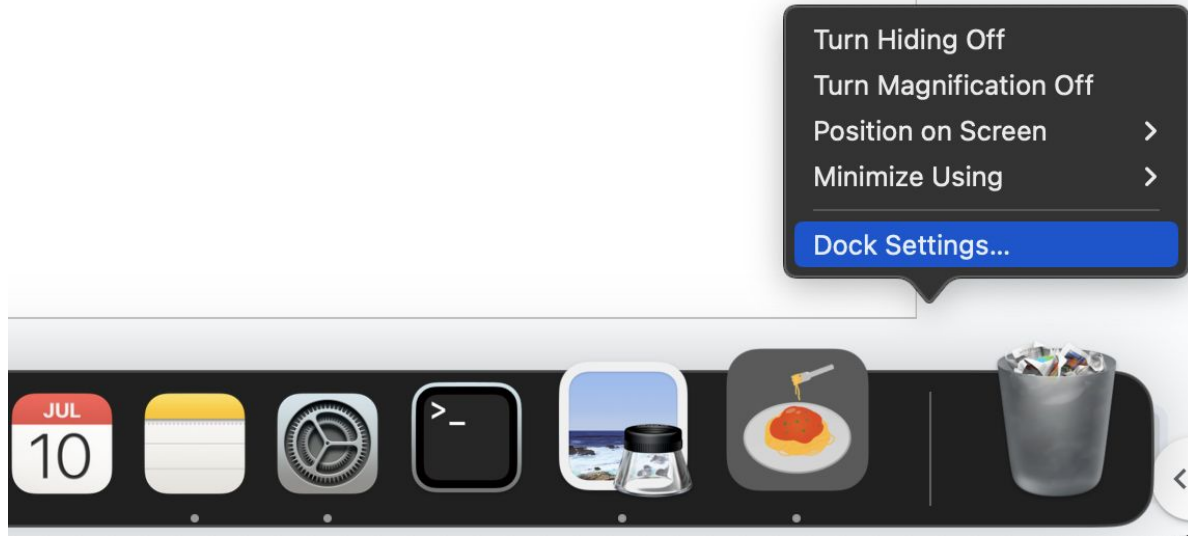 Turn Hiding Off
Turn Magnification Off
Position on Screen
Minimize Using
Dock Settings...
JUL
10
>_